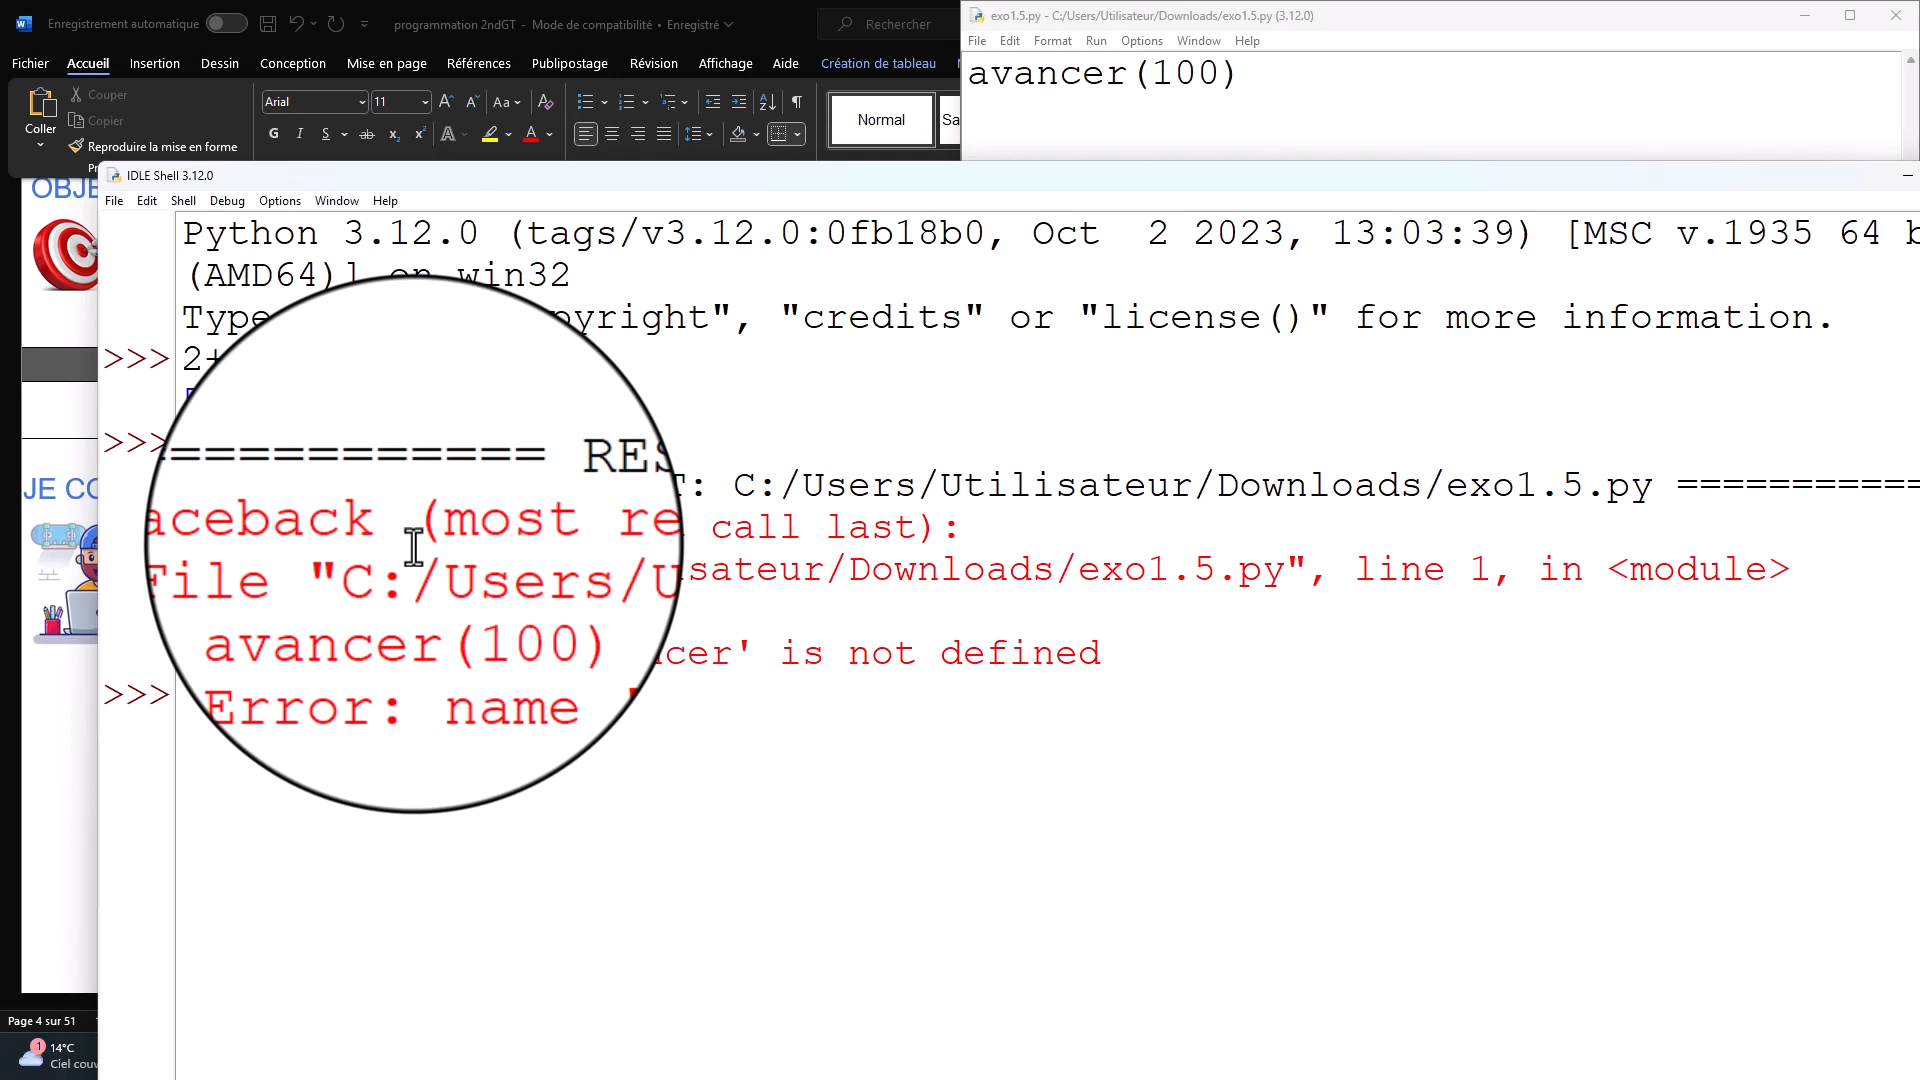 Enregistrement automatique
programmation 2ndGT - Mode de compatibilité • Enregistré
Rechercher
Fichier Accueil Insertion Dessin Conception Mise en page Références Publipostage Révision Affichage Aide Création de tableau
Coller
Couper
Copier
Reproduire la mise en forme
Arial 11
Normal
exo1.5.py - C:/Users/Utilisateur/Downloads/exo1.5.py (3.12.0)
File Edit Format Run Options Window Help
avancer(100)
IDLE Shell 3.12.0
File Edit Shell Debug Options Window Help
Python 3.12.0 (tags/v3.12.0:0fb18b0, Oct  2 2023, 13:03:39) [MSC v.1935 64 b
(AMD64)] on win32
Type pyright", "credits" or "license()" for more information.
>>> 2+
>>>
=========== RES T: C:/Users/Utilisateur/Downloads/exo1.5.py ===========
aceback (most re call last):
File "C:/Users/U isateur/Downloads/exo1.5.py", line 1, in <module>
avancer(100)
Error: name ' ncer' is not defined
>>>
OBJE
JE CO
Page 4 sur 51
1
14°C
Ciel couv